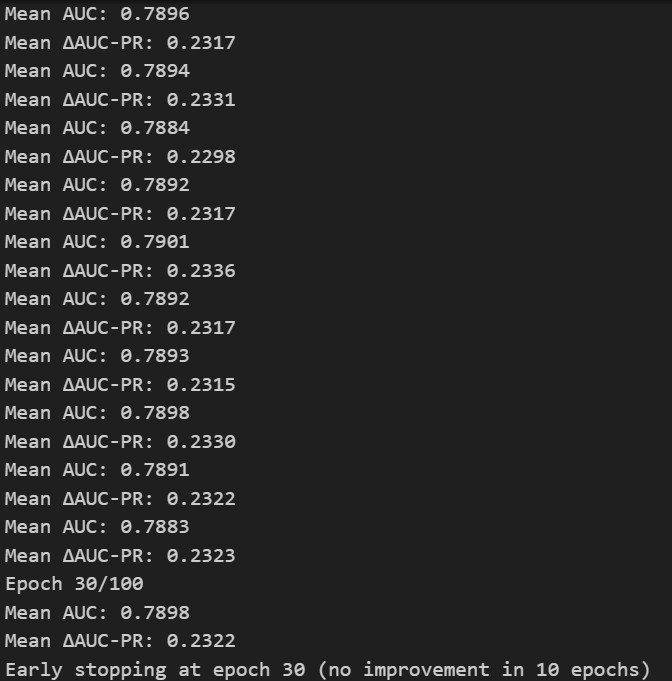 Mean AUC: 0.7896
Mean ΔAUC-PR: 0.2317
Mean AUC: 0.7894
Mean ΔAUC-PR: 0.2331
Mean AUC: 0.7884
Mean ΔAUC-PR: 0.2298
Mean AUC: 0.7892
Mean ΔAUC-PR: 0.2317
Mean AUC: 0.7901
Mean ΔAUC-PR: 0.2336
Mean AUC: 0.7892
Mean ΔAUC-PR: 0.2317
Mean AUC: 0.7893
Mean ΔAUC-PR: 0.2315
Mean AUC: 0.7898
Mean ΔAUC-PR: 0.2330
Mean AUC: 0.7891
Mean ΔAUC-PR: 0.2322
Mean AUC: 0.7883
Mean ΔAUC-PR: 0.2323
Epoch 30/100
Mean AUC: 0.7898
Mean ΔAUC-PR: 0.2322
Early stopping at epoch 30 (no improvement in 10 epochs)